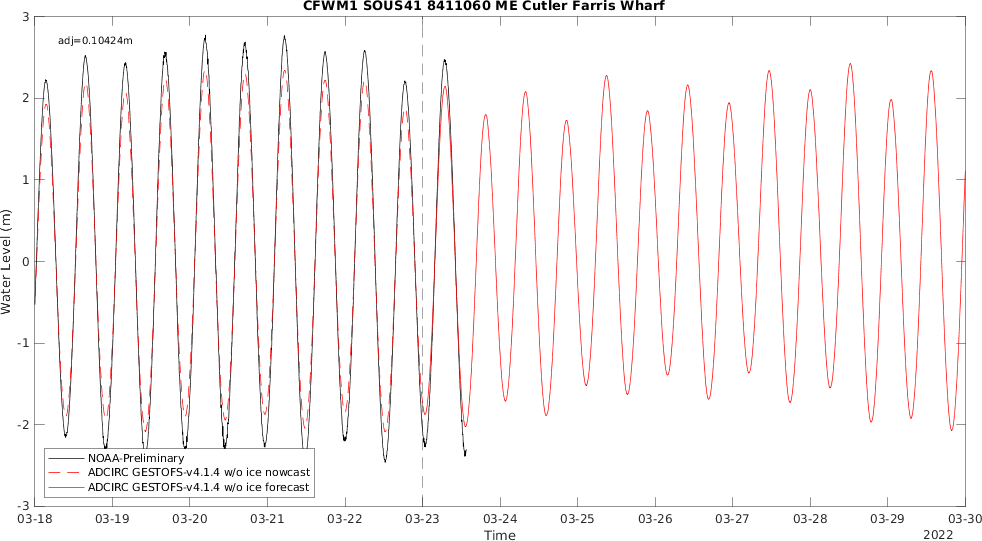 CFWM1 SOUS41 8411060 ME Cutler Farris Wharf
adj=0.10424m
3
2
1
0
-1
-2
-3
Water Level (m)
NOAA-Preliminary
ADCIRC GESTOFS-v4.1.4 w/o ice nowcast
ADCIRC GESTOFS-v4.1.4 w/o ice forecast
03-18 03-19 03-20 03-21 03-22 03-23 03-24 03-25 03-26 03-27 03-28 03-29 03-30
Time
2022